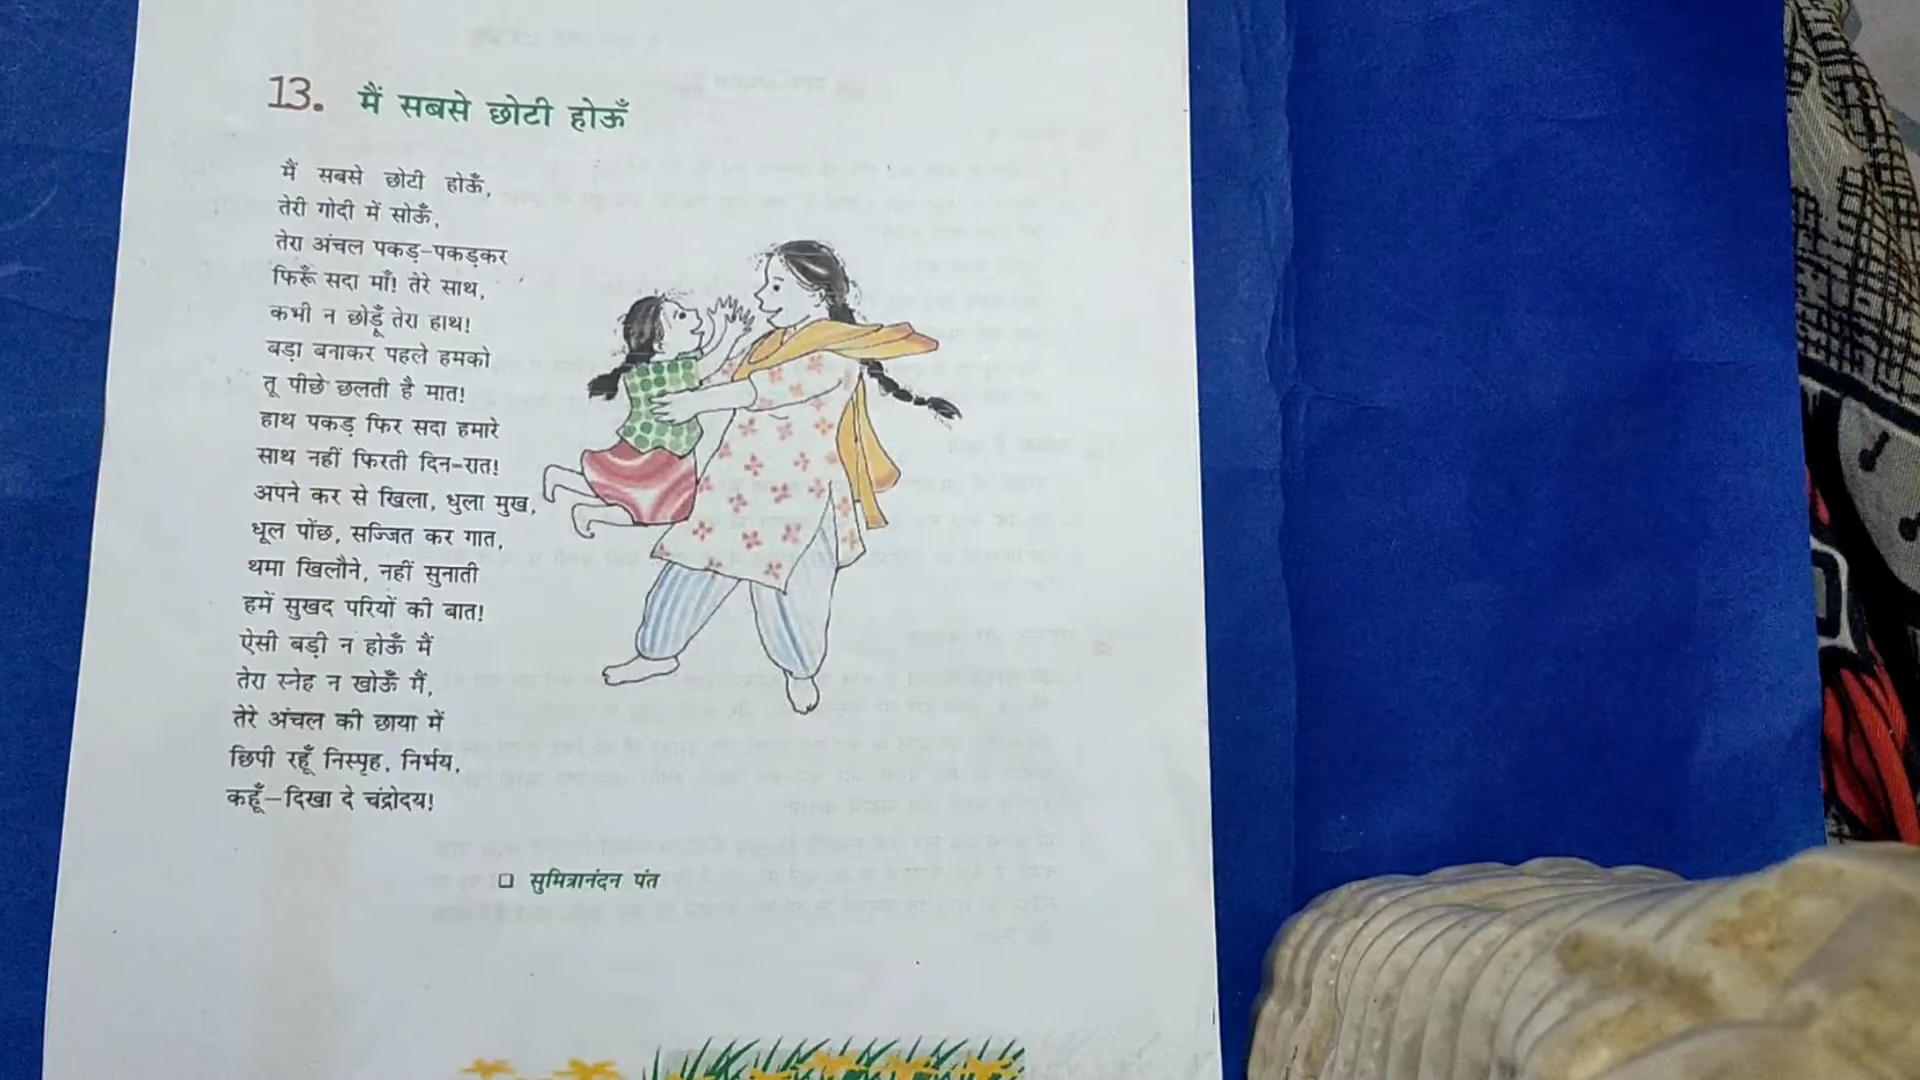 13. मैं सबसे छोटी होऊँ
मैं सबसे छोटी होऊँ,
तेरी गोदी में सोऊँ,
तेरा अंचल पकड़-पकड़कर
फिरूँ सदा माँ! तेरे साथ,
कभी न छोड़ूँ तेरा हाथ!
बड़ा बनाकर पहले हमको
तू पीछे छलती है मात!
हाथ पकड़ फिर सदा हमारे
साथ नहीं फिरती दिन-रात!
अपने कर से खिला, धुला मुख,
धूल पोंछ, सज्जित कर गात,
थमा खिलौने, नहीं सुनाती
हमें सुखद परियों की बात!
ऐसी बड़ी न होऊँ मैं
तेरा स्नेह न खोऊँ मैं,
तेरे अंचल की छाया में
छिपी रहूँ निस्पृह, निर्भय,
कहूँ—दिखा दे चंद्रोदय!
□ सुमित्रानंदन पंत